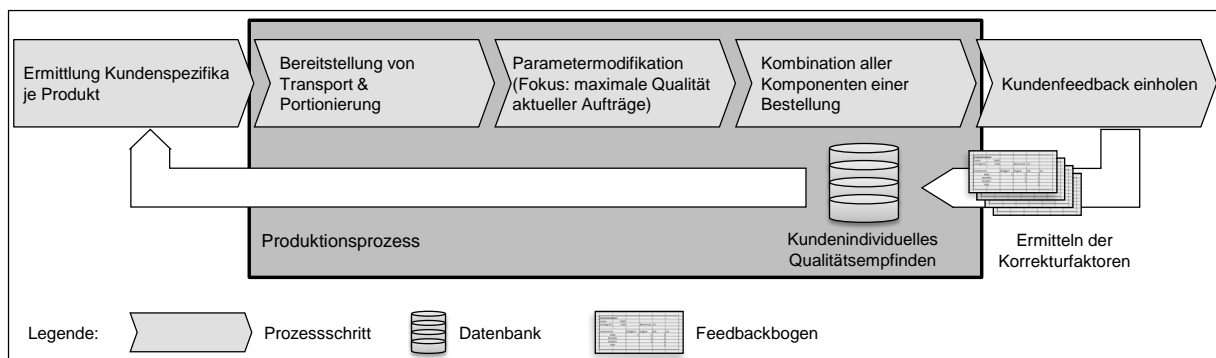 Ermittlung Kundenspezifika
je Produkt
Bereitstellung von
Transport &
Portionierung
Parametermodifikation
(Fokus: maximale Qualität
aktueller Aufträge)
Kombination aller
Komponenten einer
Bestellung
Kundenfeedback einholen
Produktionsprozess
Kundenindividuelles
Qualitätsempfinden
Ermitteln der
Korrekturfaktoren
Legende:
Prozessschritt
Datenbank
Feedbackbogen